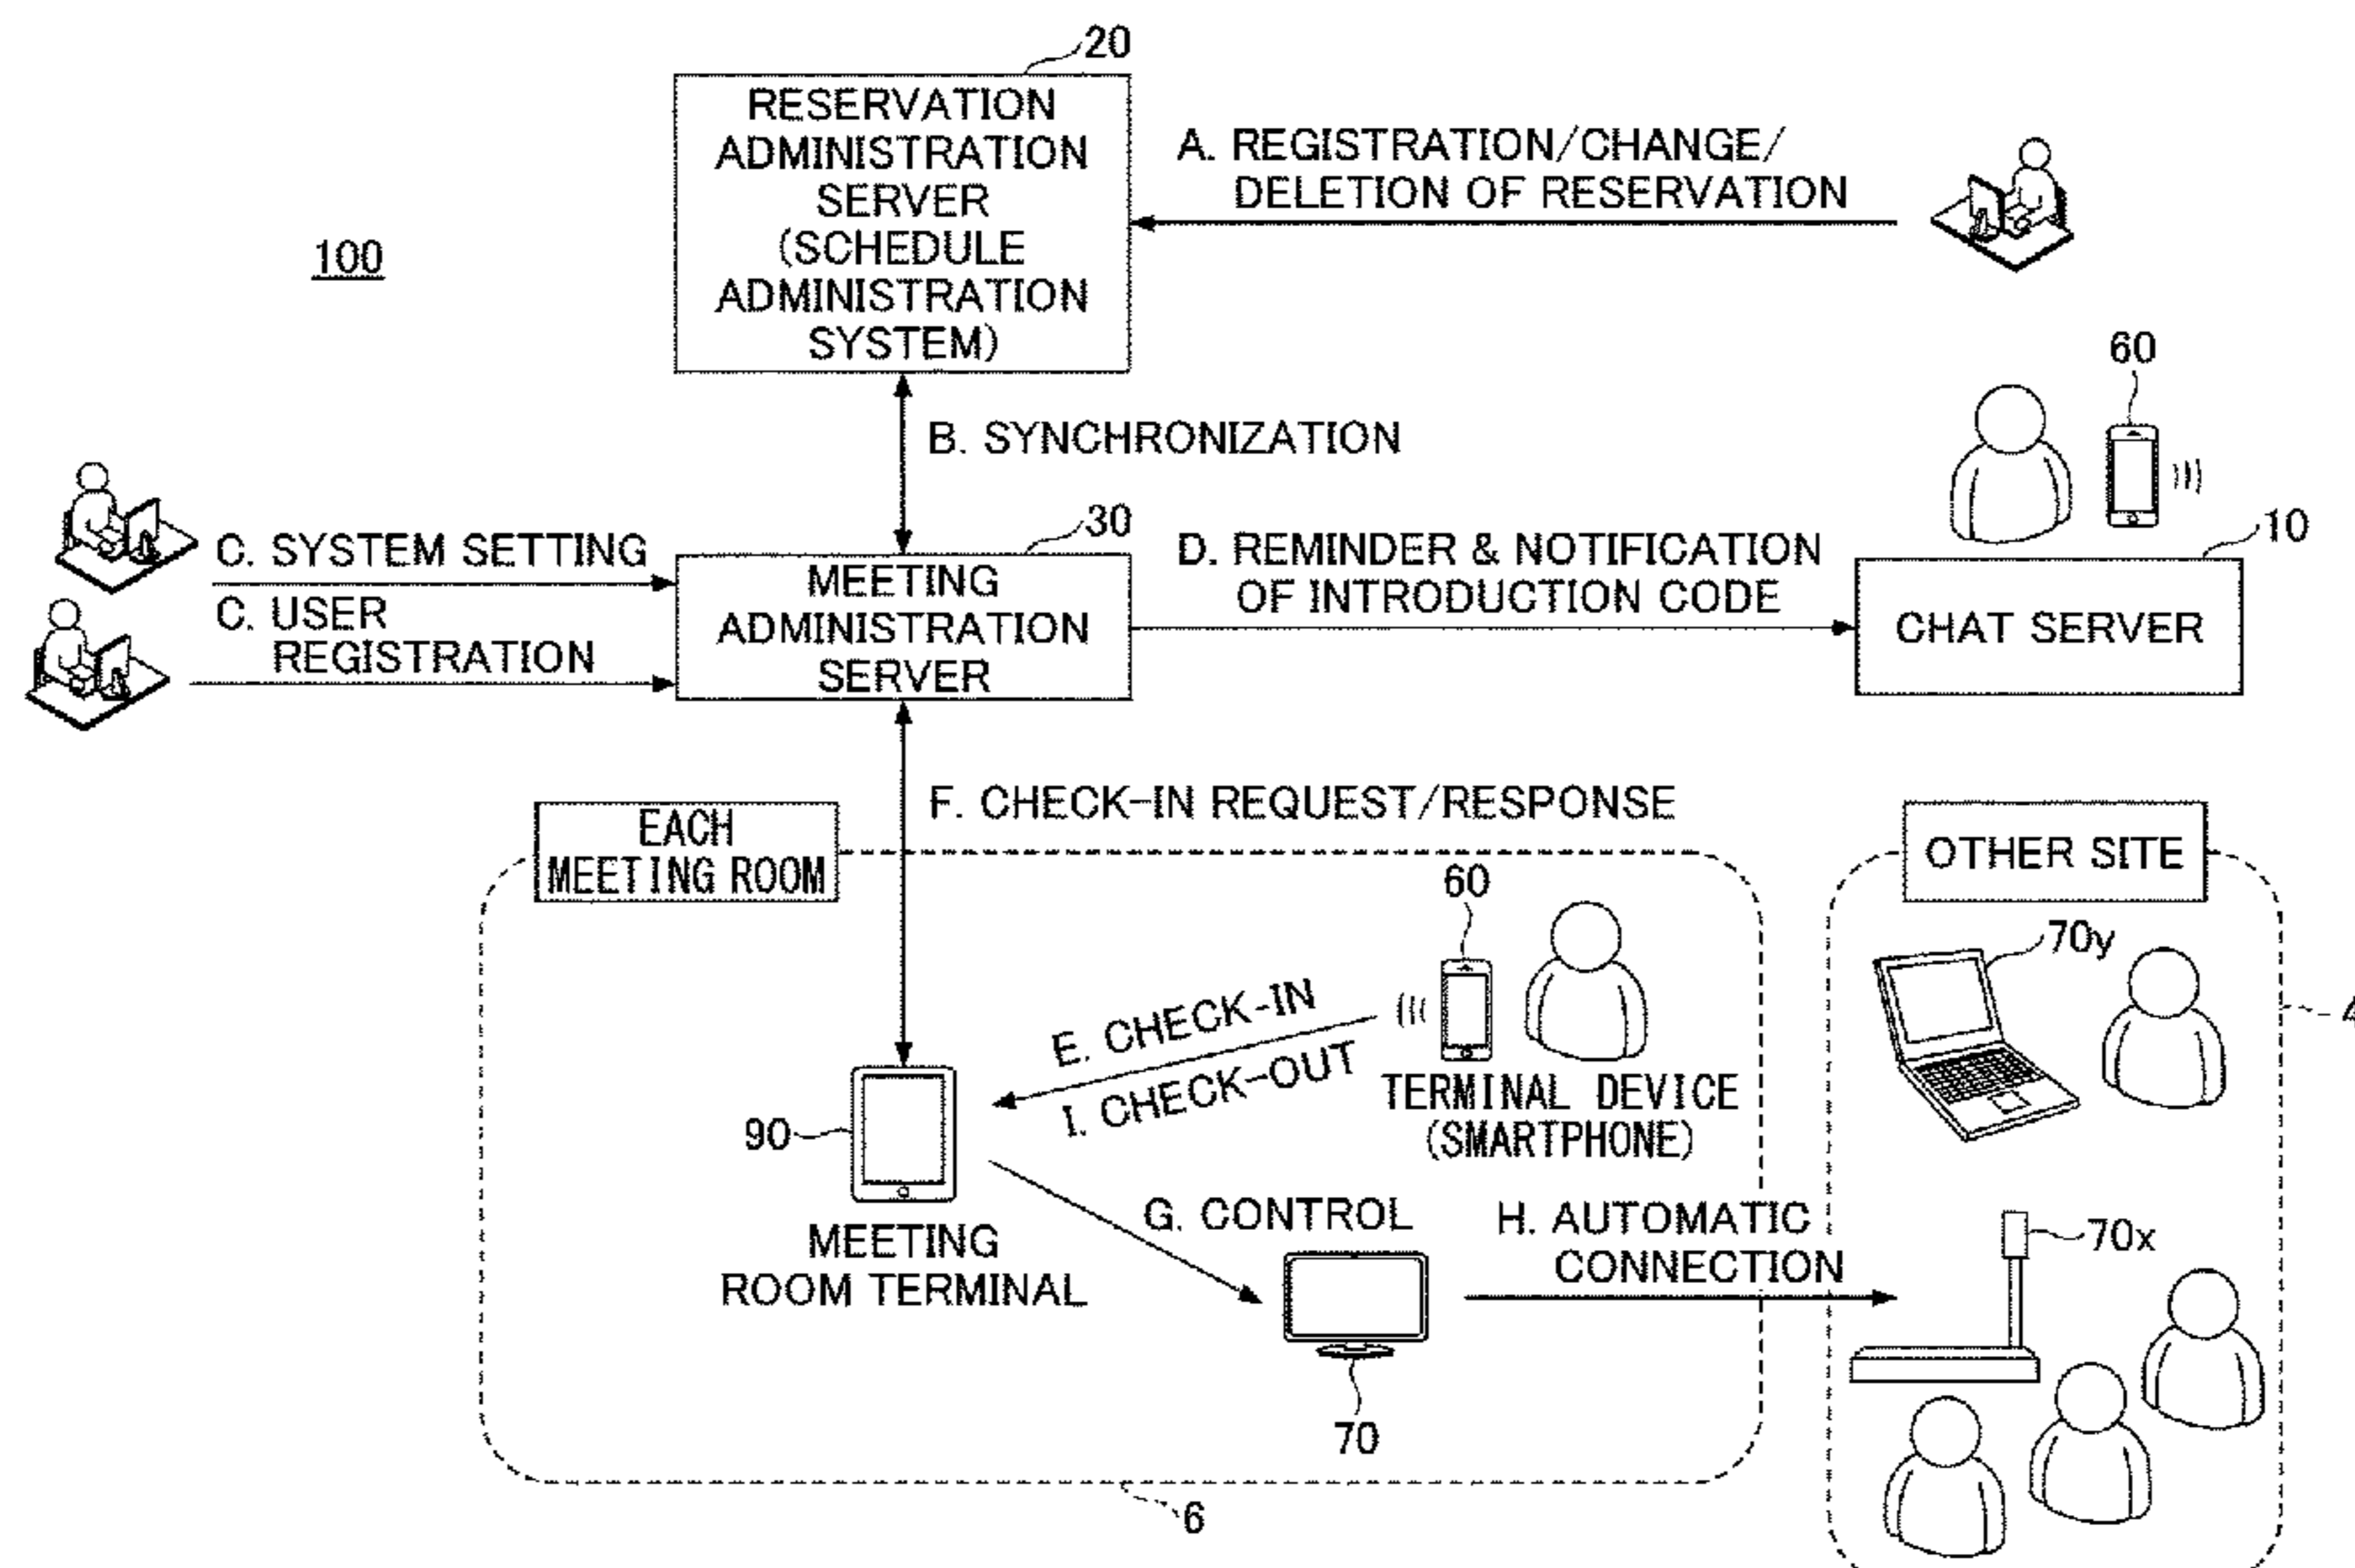 20
RESERVATION
ADMINISTRATION
SERVER
(SCHEDULE
ADMINISTRATION
SYSTEM)
A. REGISTRATION/CHANGE/
DELETION OF RESERVATION
100
60
B. SYNCHRONIZATION
30
10
C. SYSTEM SETTING
C. USER
REGISTRATION
MEETING
ADMINISTRATION
SERVER
D. REMINDER & NOTIFICATION
OF INTRODUCTION CODE
CHAT SERVER
F. CHECK-IN REQUEST/RESPONSE
EACH
MEETING ROOM
OTHER SITE
60
70y
4
E. CHECK-IN
I. CHECK-OUT
TERMINAL DEVICE
(SMARTPHONE)
90
MEETING
ROOM TERMINAL
G. CONTROL
H. AUTOMATIC
CONNECTION
70x
70
6